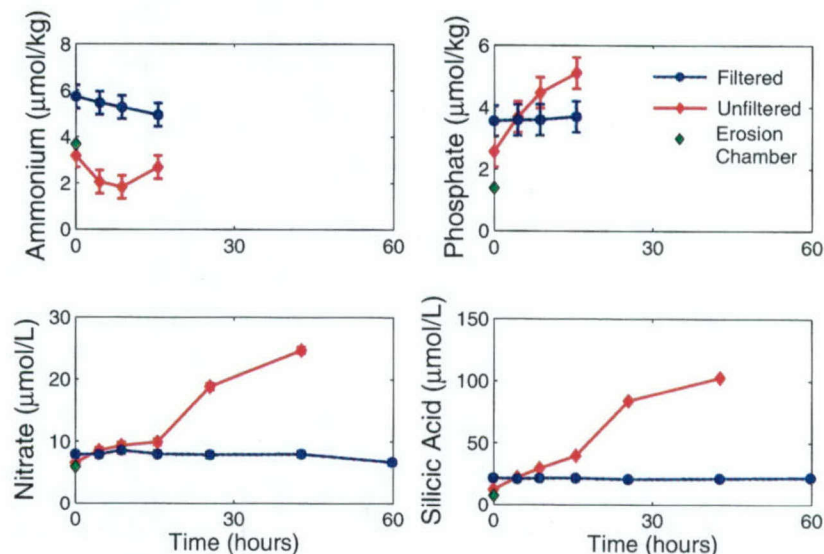 Ammonium (μmol/kg)
8
6
4
2
0
0 30 60
Phosphate (μmol/kg)
6
4
2
0
0 30 60
Filtered
Unfiltered
Erosion
Chamber
Nitrate (μmol/L)
30
20
10
0
0 30 60
Time (hours)
Silicic Acid (μmol/L)
150
100
50
0
0 30 60
Time (hours)